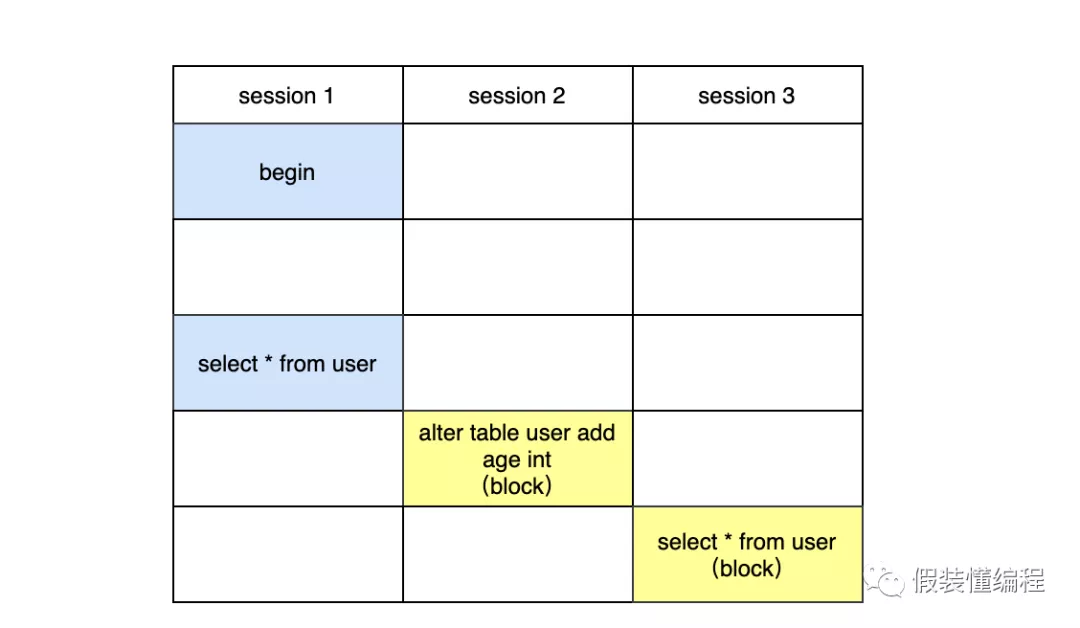 session 1
session 2
session 3
begin
select * from user
alter table user add
age int
(block)
select * from user
(block)
假装懂编程